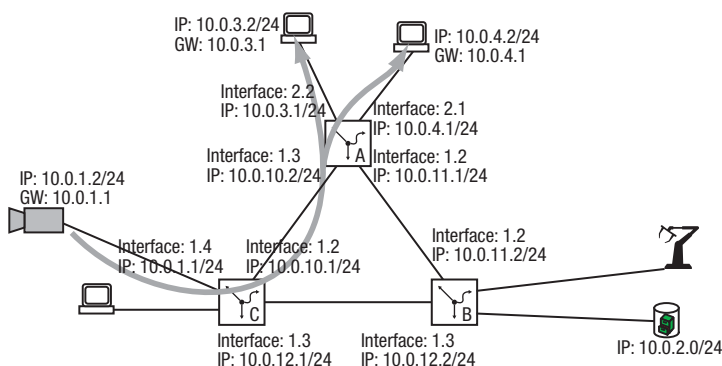 IP: 10.0.3.2/24
GW: 10.0.3.1
IP: 10.0.4.2/24
GW: 10.0.4.1
Interface: 2.2
IP: 10.0.3.1/24
Interface: 2.1
IP: 10.0.4.1/24
A
Interface: 1.3
IP: 10.0.10.2/24
Interface: 1.2
IP: 10.0.11.1/24
IP: 10.0.1.2/24
GW: 10.0.1.1
Interface: 1.4
IP: 10.0.1.1/24
Interface: 1.2
IP: 10.0.10.1/24
Interface: 1.2
IP: 10.0.11.2/24
C
B
Interface: 1.3
IP: 10.0.12.1/24
Interface: 1.3
IP: 10.0.12.2/24
IP: 10.0.2.0/24